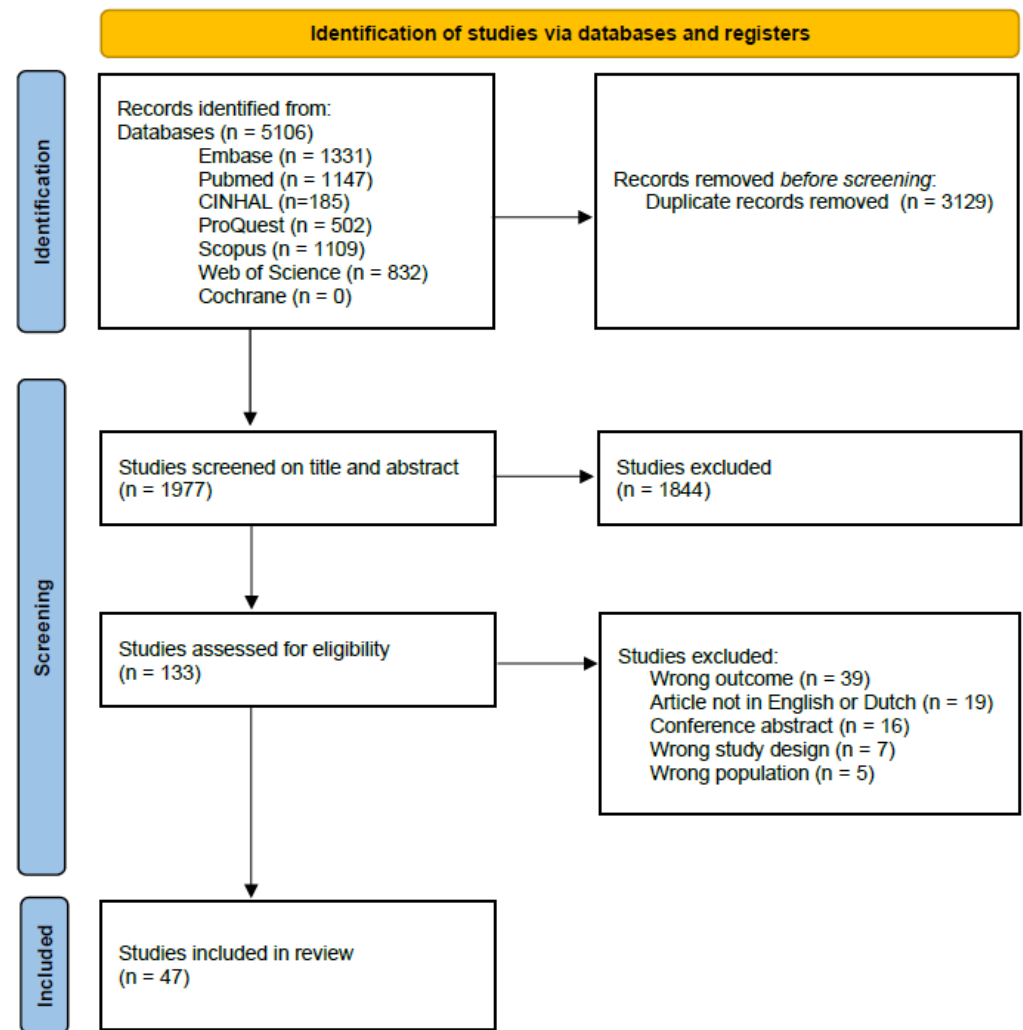 Identification of studies via databases and registers
Identification
Records identified from:
Databases (n = 5106)
Embase (n = 1331)
Pubmed (n = 1147)
CINHAL (n=185)
ProQuest (n = 502)
Scopus (n = 1109)
Web of Science (n = 832)
Cochrane (n = 0)
Records removed before screening:
Duplicate records removed (n = 3129)
Screening
Studies screened on title and abstract
(n = 1977)
Studies excluded
(n = 1844)
Studies assessed for eligibility
(n = 133)
Studies excluded:
Wrong outcome (n = 39)
Article not in English or Dutch (n = 19)
Conference abstract (n = 16)
Wrong study design (n = 7)
Wrong population (n = 5)
Included
Studies included in review
(n = 47)